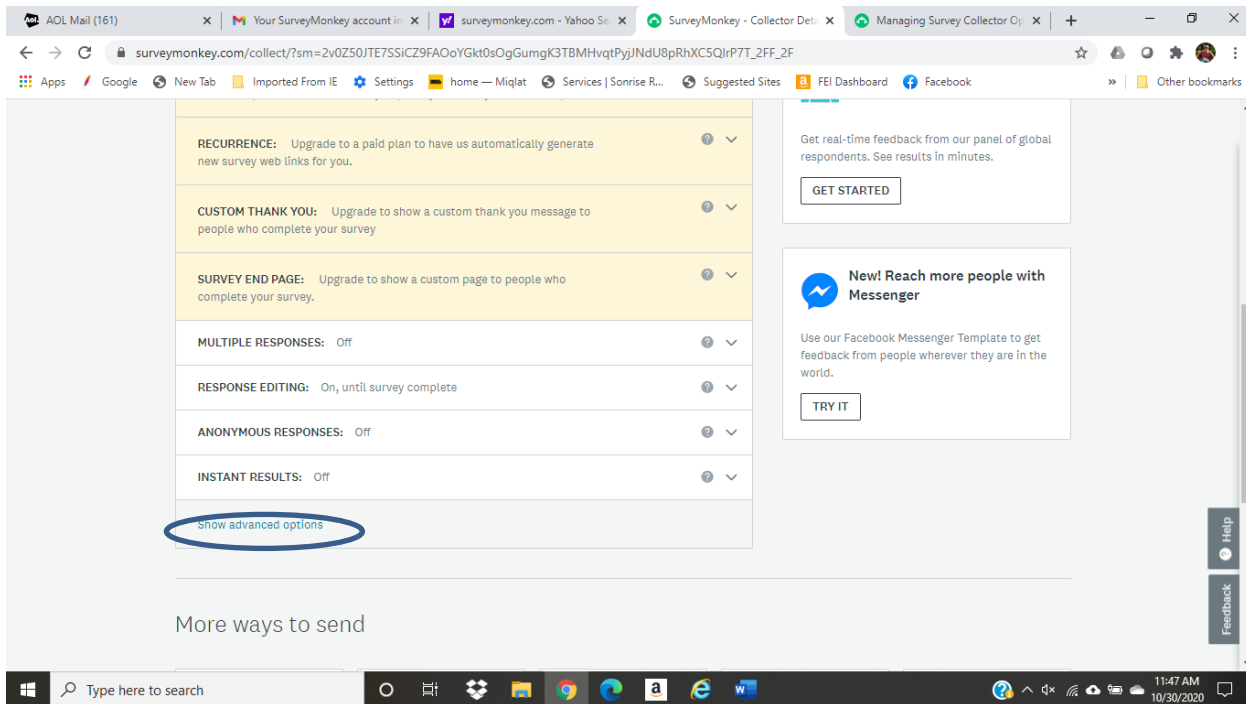 AOL Mail (161)
Your SurveyMonkey account in
surveymonkey.com - Yahoo Se
SurveyMonkey - Collector Det
Managing Survey Collector Op
surveymonkey.com/collect/?sm=2v0Z50JTE7SSiCZ9FAOoYGkt0sOgGumgK3TBMHvqtPyjJNdU8pRhXC5QIrP7T_2FF_2F
Apps
Google
New Tab
Imported From IE
Settings
home — Miqlat
Services | Sonrise R...
Suggested Sites
FEI Dashboard
Facebook
»
Other bookmarks
RECURRENCE: Upgrade to a paid plan to have us automatically generate
new survey web links for you.
CUSTOM THANK YOU: Upgrade to show a custom thank you message to
people who complete your survey
SURVEY END PAGE: Upgrade to show a custom page to people who
complete your survey.
MULTIPLE RESPONSES: Off
RESPONSE EDITING: On, until survey complete
ANONYMOUS RESPONSES: Off
INSTANT RESULTS: Off
Show advanced options
Get real-time feedback from our panel of global
respondents. See results in minutes.
GET STARTED
New! Reach more people with
Messenger
Use our Facebook Messenger Template to get
feedback from people wherever they are in the
world.
TRY IT
Help
Feedback
More ways to send
Type here to search
11:47 AM
10/30/2020